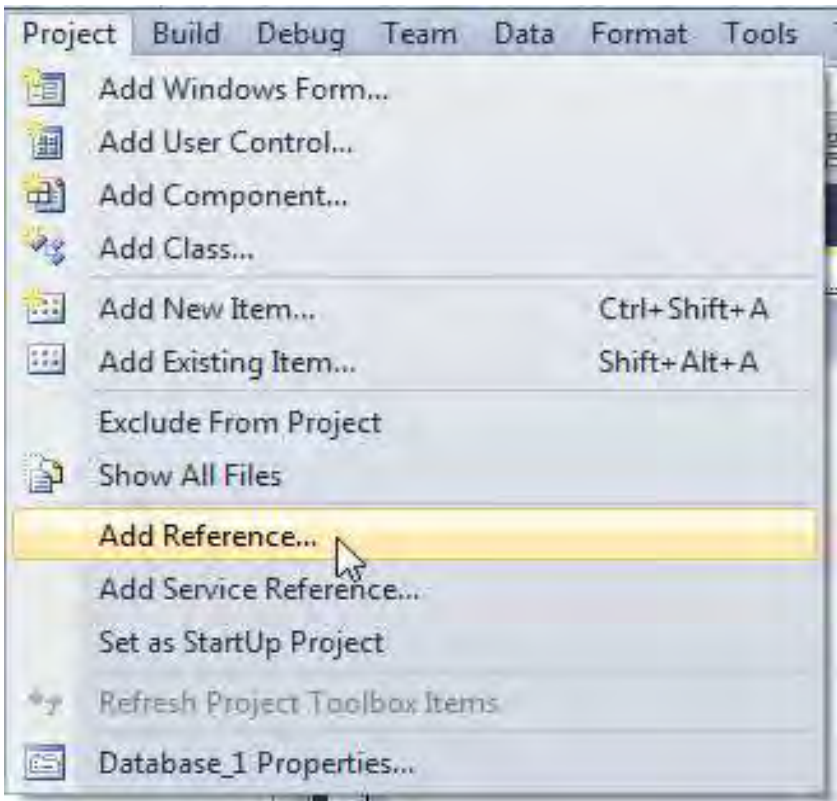 Project Build Debug Team Data Format Tools
Add Windows Form...
Add User Control...
Add Component...
Add Class...
Add New Item... Ctrl+Shift+A
Add Existing Item... Shift+Alt+A
Exclude From Project
Show All Files
Add Reference...
Add Service Reference...
Set as StartUp Project
Refresh Project Toolbox Items
Database_1 Properties...